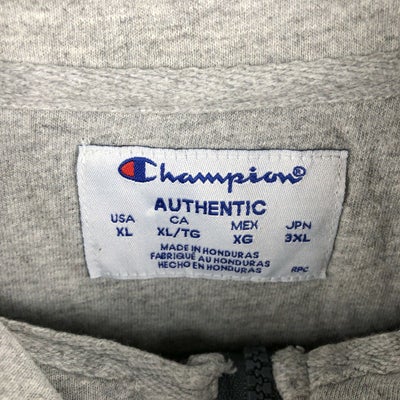 Champion®
AUTHENTIC
USA CA MEX JPN
XL XL/TG XG 3XL
MADE IN HONDURAS
FABRIQUÉ AU HONDURAS
HECHO EN HONDURAS
RPC